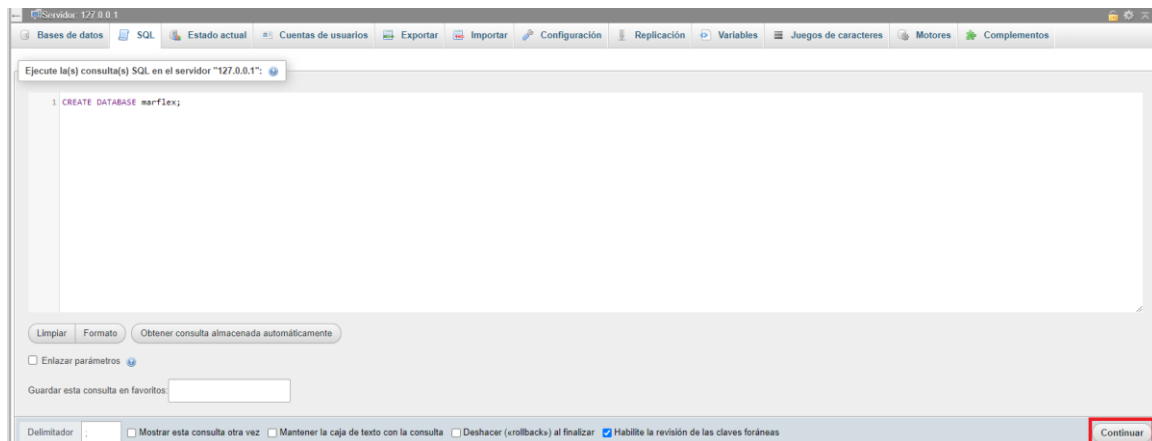 Servidor: 127.0.0.1
Bases de datos SQL Estado actual Cuentas de usuarios Exportar Importar Configuración Replicación Variables Juegos de caracteres Motores Complementos
Ejecute la(s) consulta(s) SQL en el servidor "127.0.0.1":
1 CREATE DATABASE marflex;
Limpiar Formato Obtener consulta almacenada automáticamente
Enlazar parámetros
Guardar esta consulta en favoritos:
Delimitador ; Mostrar esta consulta otra vez Mantener la caja de texto con la consulta Deshacer («rollback») al finalizar Habilite la revisión de las claves foráneas Continuar